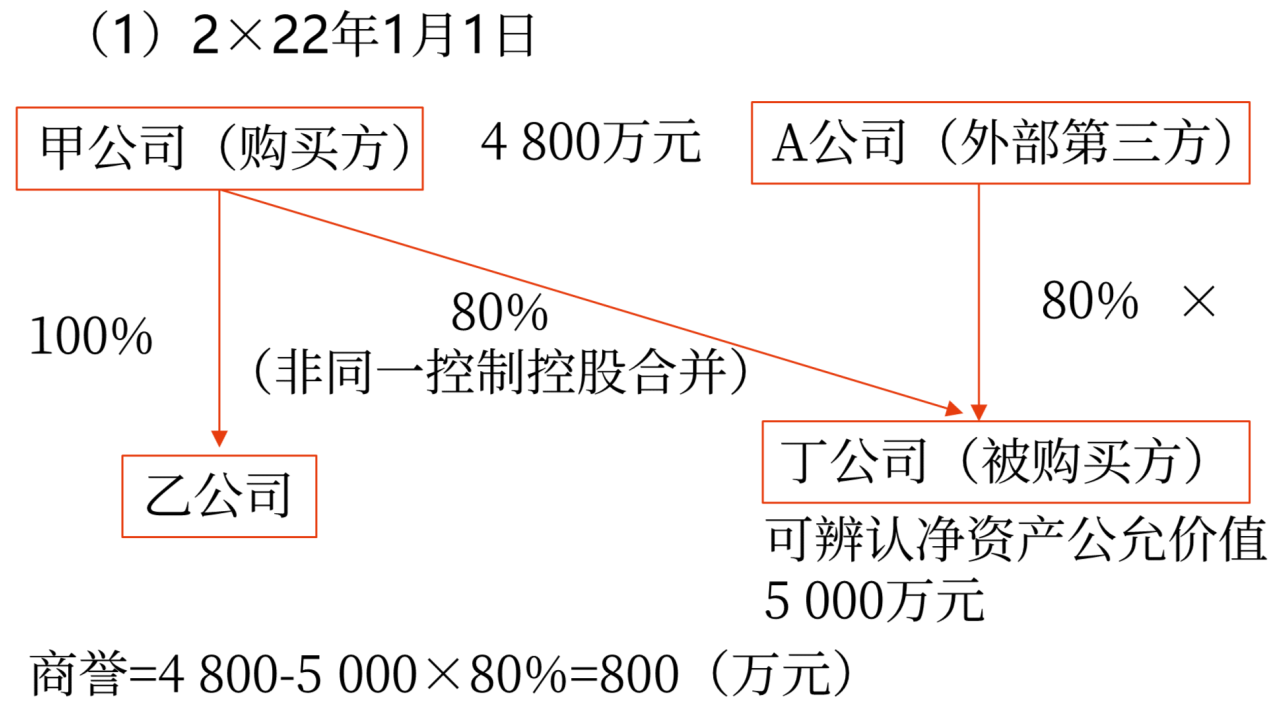 （1）2×22年1月1日
甲公司（购买方）
4 800万元
A公司（外部第三方）
100%
80%
（非同一控制控股合并）
80% ×
乙公司
丁公司（被购买方）
可辨认净资产公允价值
5 000万元
商誉=4 800-5 000×80%=800（万元）